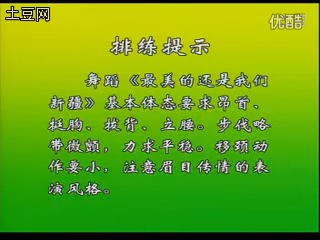 土豆网
优酷
排练提示
舞蹈《最美的还是我们
新疆》基本体态要求昂首、
挺胸、拔背、立腰。步伐略
带微颤，力求平稳。移颈动
作要小，注意眉目传情的表
演风格。